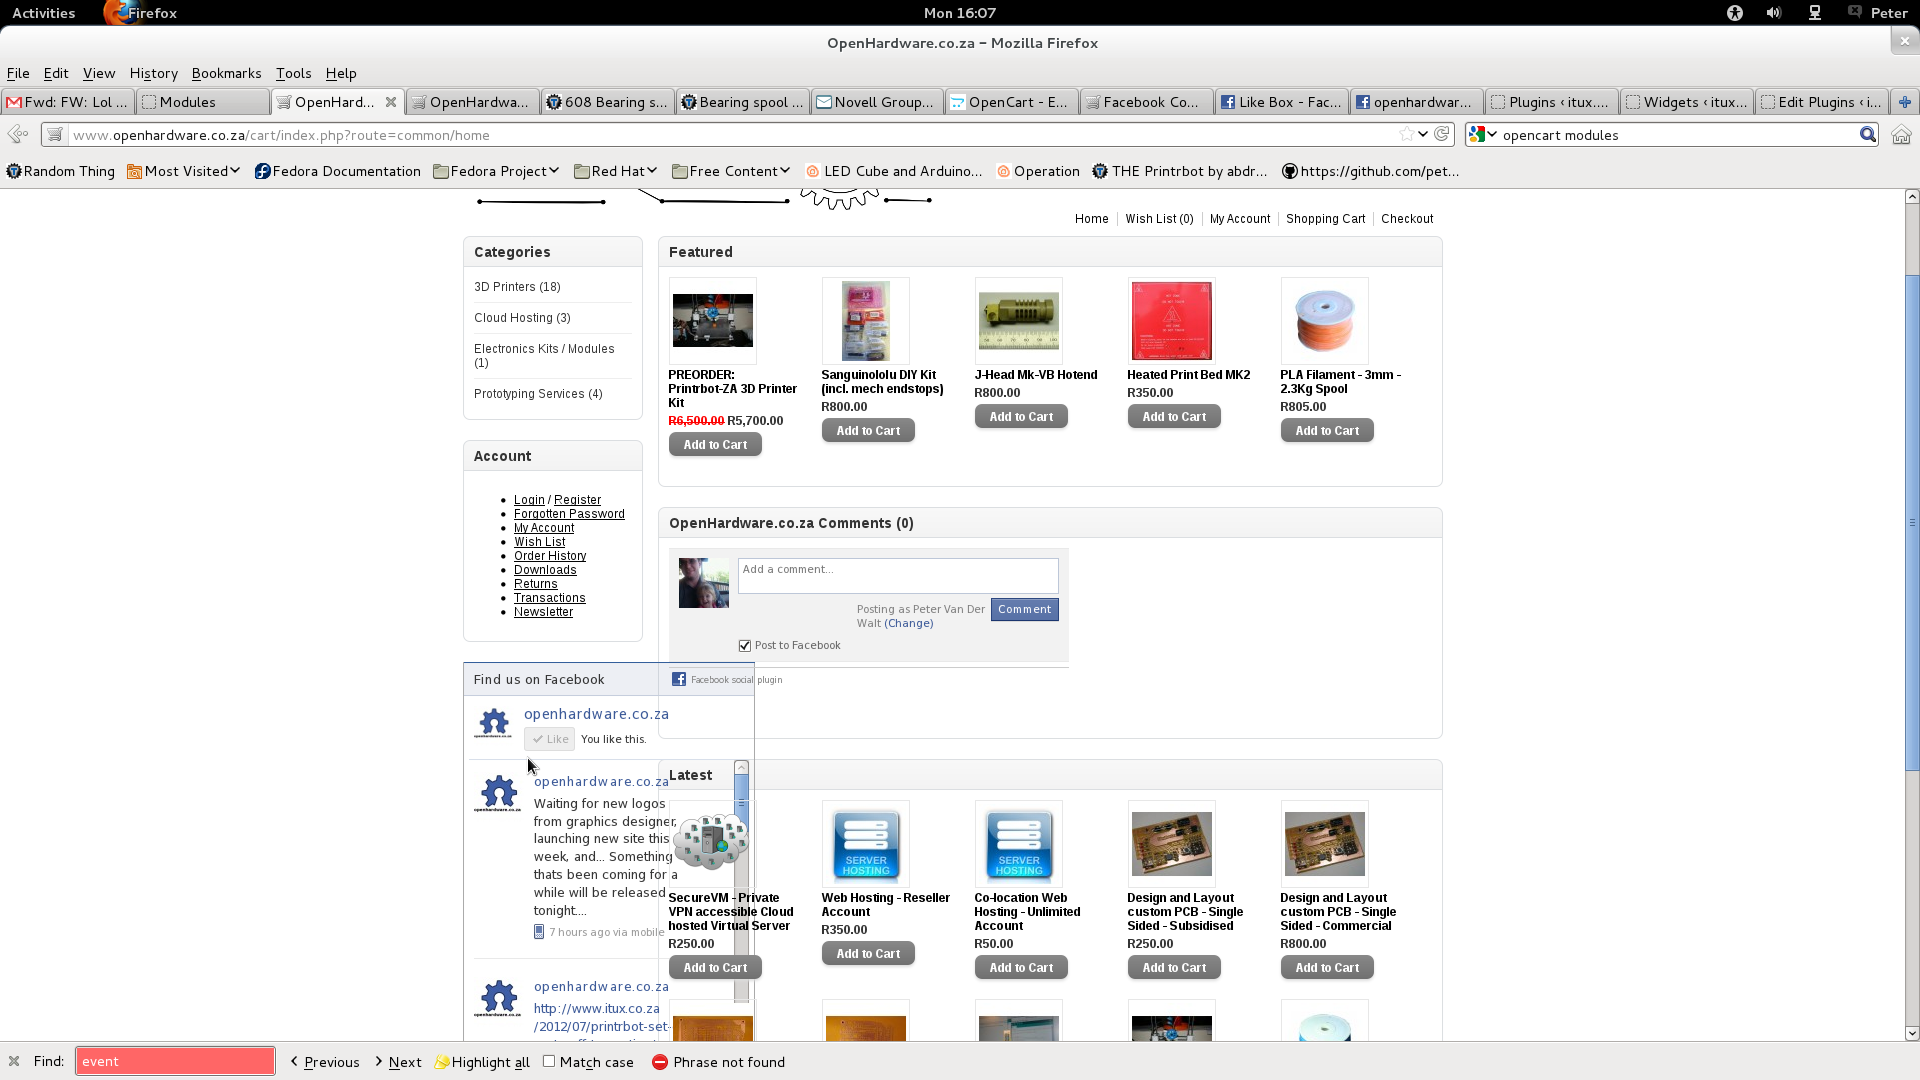 Activities
Firefox
Mon 16:07
Peter
OpenHardware.co.za – Mozilla Firefox
File Edit View History Bookmarks Tools Help
Fwd: FW: Lol ...
Modules
OpenHard...
OpenHardwa...
608 Bearing s...
Bearing spool ...
Novell Group...
OpenCart - E...
Facebook Co...
Like Box - Fac...
openhardwar...
Plugins ‹ itux....
Widgets ‹ itux...
Edit Plugins ‹ i...
www.openhardware.co.za/cart/index.php?route=common/home
opencart modules
Random Thing
Most Visited
Fedora Documentation
Fedora Project
Red Hat
Free Content
LED Cube and Arduino...
Operation
THE Printrbot by abdr...
https://github.com/pet...
Home
Wish List (0)
My Account
Shopping Cart
Checkout
Categories
3D Printers (18)
Cloud Hosting (3)
Electronics Kits / Modules
(1)
Prototyping Services (4)
Account
Login / Register
Forgotten Password
My Account
Wish List
Order History
Downloads
Returns
Transactions
Newsletter
Find us on Facebook
openhardware.co.za
Like
You like this.
openhardware.co.za
Waiting for new logos
from graphics designer,
launching new site this
week, and... Something
thats been coming for a
while will be released
tonight....
7 hours ago via mobile
openhardware.co.za
http://www.itux.co.za
/2012/07/printrbot-set-
Featured
PREORDER:
Printrbot-ZA 3D Printer
Kit
R6,500.00 R5,700.00
Add to Cart
Sanguinololu DIY Kit
(incl. mech endstops)
R800.00
Add to Cart
J-Head Mk-VB Hotend
R800.00
Add to Cart
Heated Print Bed MK2
R350.00
Add to Cart
PLA Filament - 3mm -
2.3Kg Spool
R805.00
Add to Cart
OpenHardware.co.za Comments (0)
Add a comment...
Posting as Peter Van Der
Walt (Change)
Comment
Post to Facebook
Facebook social plugin
Latest
SecureVM - Private
VPN accessible Cloud
hosted Virtual Server
R250.00
Add to Cart
SERVER
HOSTING
Web Hosting - Reseller
Account
R350.00
Add to Cart
SERVER
HOSTING
Co-location Web
Hosting - Unlimited
Account
R50.00
Add to Cart
Design and Layout
custom PCB - Single
Sided - Subsidised
R250.00
Add to Cart
Design and Layout
custom PCB - Single
Sided - Commercial
R800.00
Add to Cart
Find: event
Previous
Next
Highlight all
Match case
Phrase not found